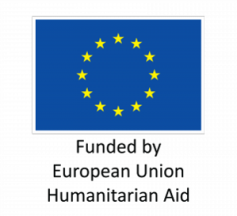 Funded by
European Union
Humanitarian Aid